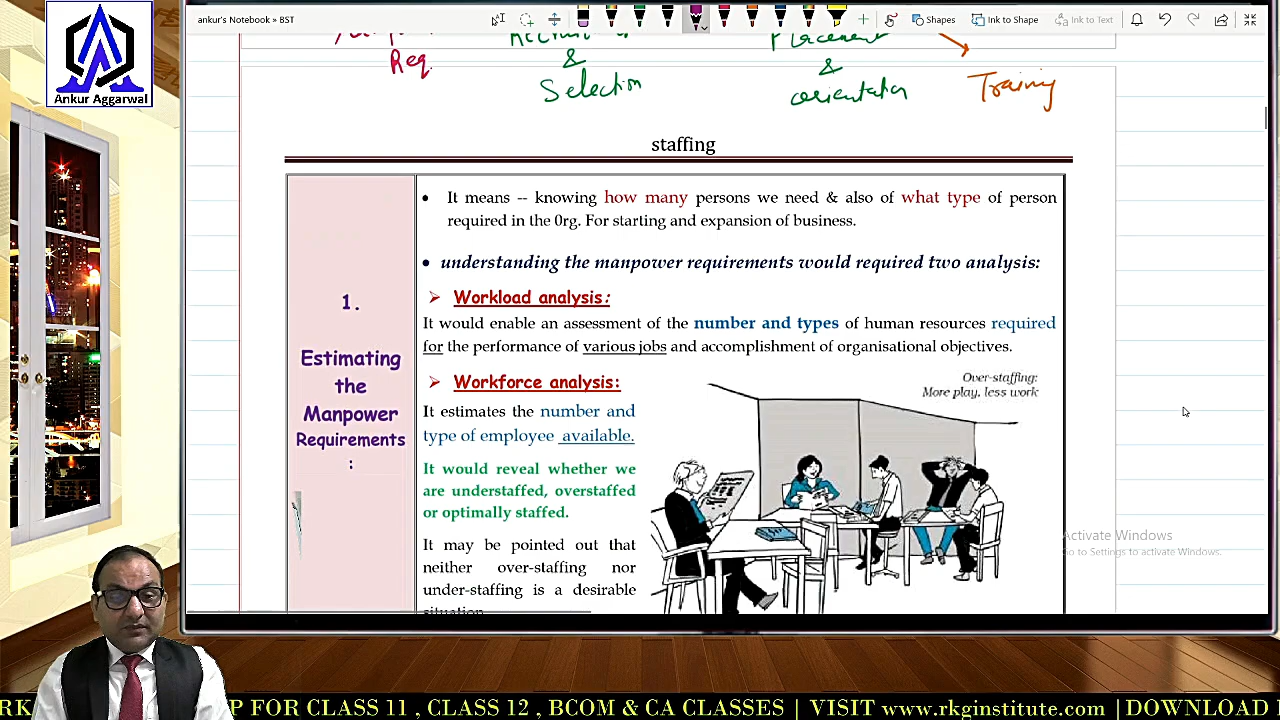 ankur's Notebook » BST
Shapes
Ink to Shape
Ink to Text
Ankur Aggarwal
Req.
&
Selection
Placement
&
orientation
Training
staffing
1.
Estimating
the
Manpower
Requirements
:
• It means -- knowing how many persons we need & also of what type of person
required in the 0rg. For starting and expansion of business.
• understanding the manpower requirements would required two analysis:
➢ Workload analysis:
It would enable an assessment of the number and types of human resources required
for the performance of various jobs and accomplishment of organisational objectives.
➢ Workforce analysis:
It estimates the number and
type of employee available.
It would reveal whether we
are understaffed, overstaffed
or optimally staffed.
It may be pointed out that
neither over-staffing nor
under-staffing is a desirable
situation
Over-staffing:
More play, less work
Activate Windows
Go to Settings to activate Windows.
RK
P FOR CLASS 11 , CLASS 12 , BCOM & CA CLASSES | VISIT www.rkginstitute.com |DOWNLOAD